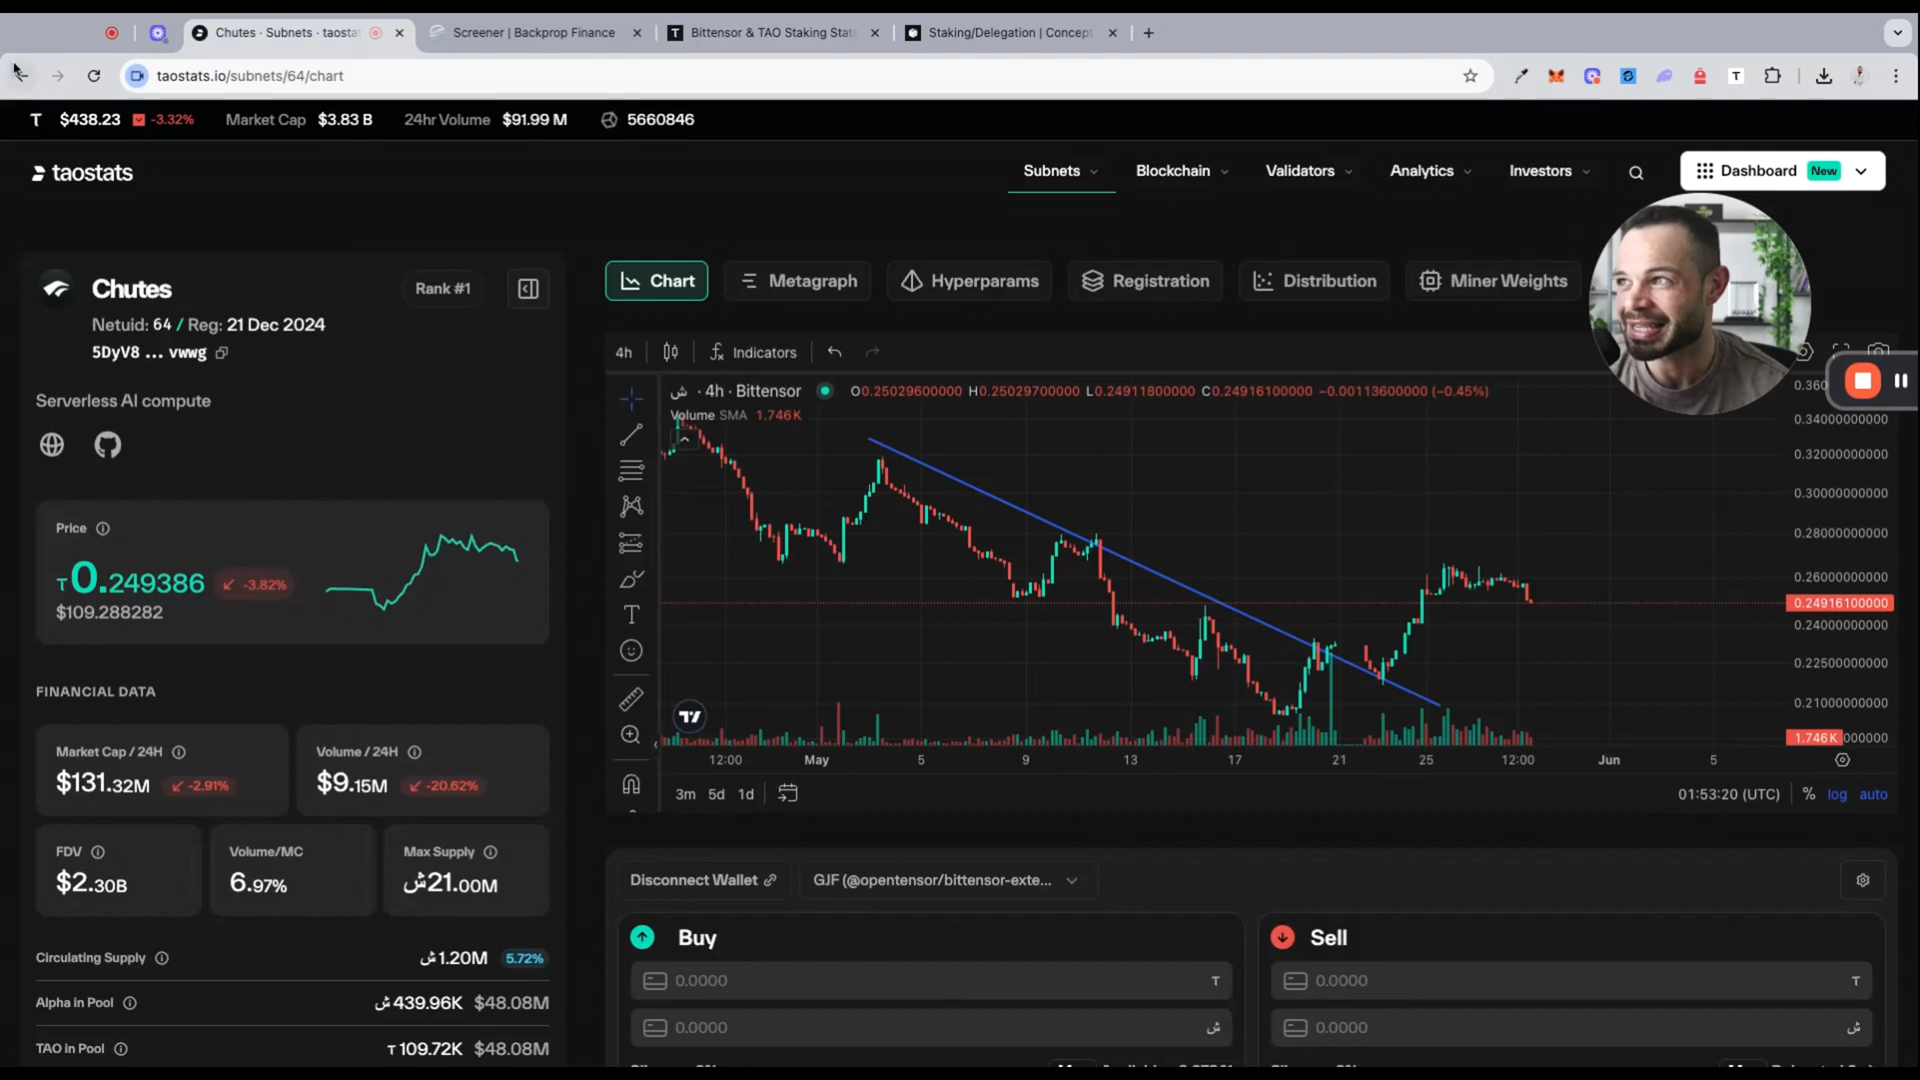 Chutes · Subnets · taosta
Screener | Backprop Finance
Bittensor & TAO Staking Stat
Staking/Delegation | Concept
taostats.io/subnets/64/chart
$438.23 -3.32% Market Cap $3.83 B 24hr Volume $91.99 M 5660846
taostats
Subnets Blockchain Validators Analytics Investors Dashboard New
Chutes
Rank #1
Netuid: 64 / Reg: 21 Dec 2024
5DyV8 ... vwwg
Serverless AI compute
Price
τ0.249386 -3.82%
$109.288282
FINANCIAL DATA
Market Cap / 24H
$131.32M -2.91%
Volume / 24H
$9.15M -20.62%
FDV
$2.30B
Volume/MC
6.97%
Max Supply
ش21.00M
Circulating Supply ش1.20M 5.72%
Alpha in Pool ش439.96K $48.08M
TAO in Pool τ109.72K $48.08M
Chart Metagraph Hyperparams Registration Distribution Miner Weights
4h Indicators
ش · 4h · Bittensor O0.25029600000 H0.25029700000 L0.24911800000 C0.24916100000 −0.00113600000 (−0.45%)
Volume SMA 1.746K
0.34000000000
0.32000000000
0.30000000000
0.28000000000
0.26000000000
0.24916100000
0.24000000000
0.22500000000
0.21000000000
1.746K
12:00 May 5 9 13 17 21 25 12:00 Jun 5
3m 5d 1d
01:53:20 (UTC) % log auto
Disconnect Wallet
GJF (@opentensor/bittensor-exte...
Buy
0.0000 τ
0.0000 ش
Sell
0.0000 τ
0.0000 ش